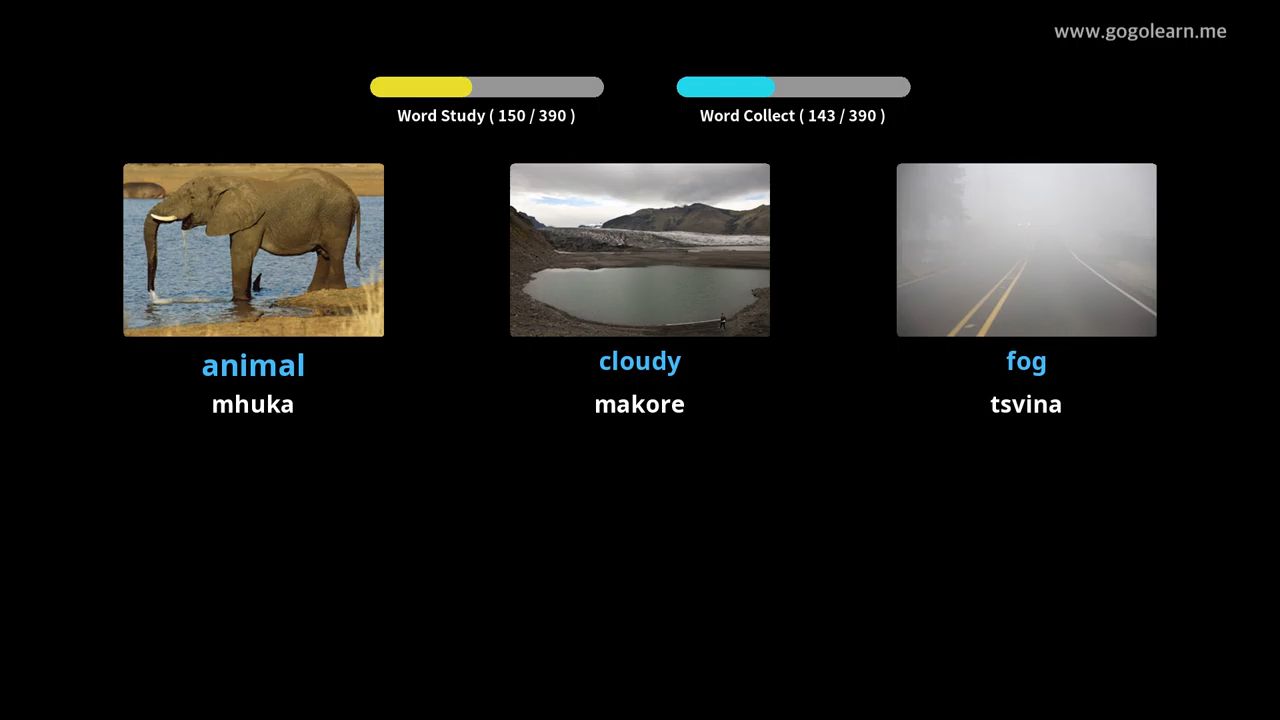 www.gogolearn.me
Word Study ( 150 / 390 )
Word Collect ( 143 / 390 )
animal
mhuka
cloudy
makore
fog
tsvina